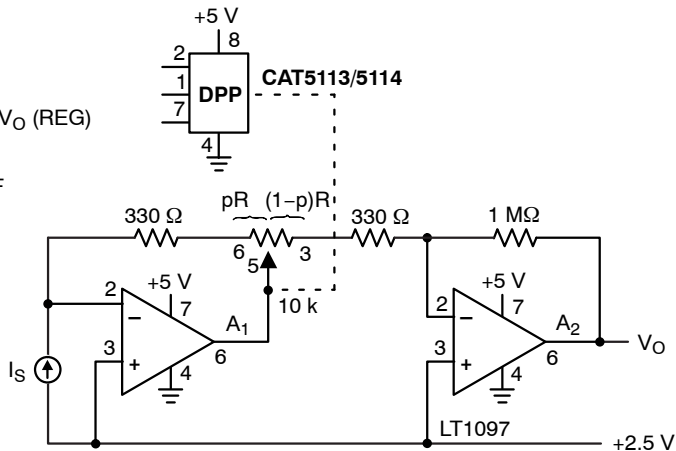 +5 V
8
2
1
7
DPP
CAT5113/5114
4
V_O (REG)
330 Ω
pR
(1−p)R
330 Ω
1 MΩ
6
5
3
10 k
+5 V
2
7
−
A_1
3
6
+
4
I_S
+5 V
2
7
−
A_2
3
6
+
4
V_O
LT1097
+2.5 V